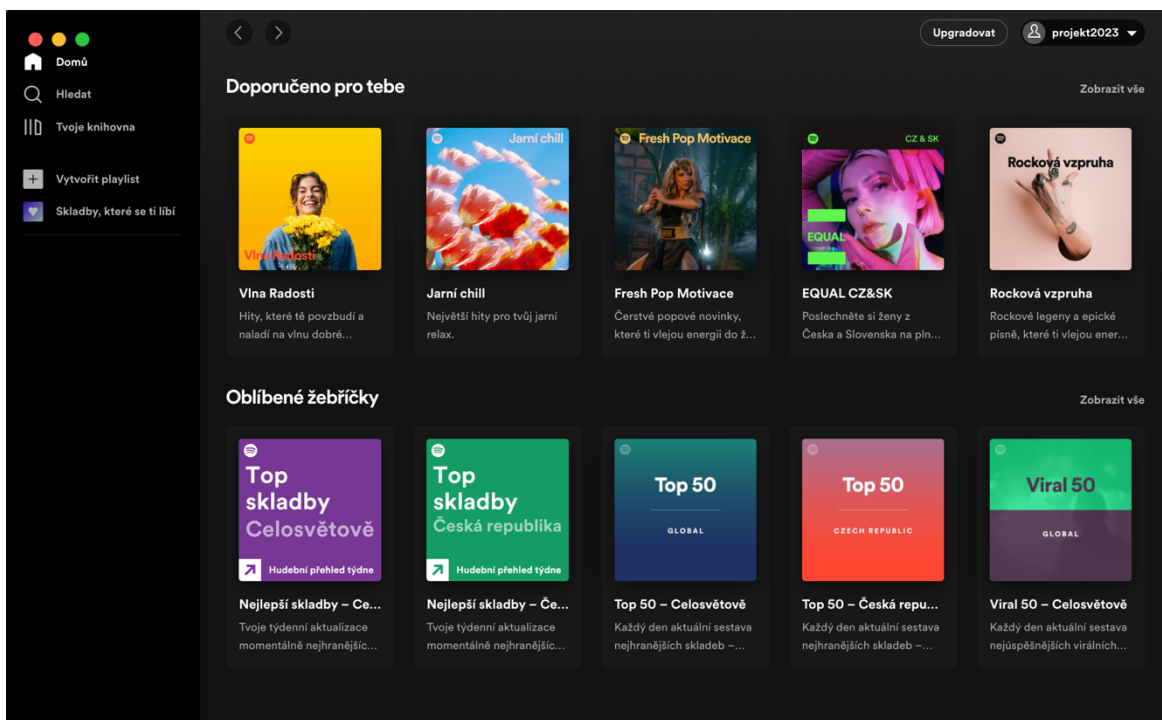 Domů
Hledat
Tvoje knihovna
Vytvořit playlist
Skladby, které se ti líbí
Upgradovat
projekt2023
Doporučeno pro tebe
Zobrazit vše
Vlna Radosti
Jarní chill
Fresh Pop Motivace
CZ & SK
EQUAL
Rocková vzpruha
Vlna Radosti
Hity, které tě povzbudí a
naladí na vlnu dobré...
Jarní chill
Největší hity pro tvůj jarní
relax.
Fresh Pop Motivace
Čerstvé popové novinky,
které ti vlejou energii do ž...
EQUAL CZ&SK
Poslechněte si ženy z
Česka a Slovenska na pln...
Rocková vzpruha
Rockové legeny a epické
písně, které ti vlejou ener...
Oblíbené žebříčky
Zobrazit vše
Top
skladby
Celosvětově
Hudební přehled týdne
Top
skladby
Česká republika
Hudební přehled týdne
Top 50
GLOBAL
Top 50
CZECH REPUBLIC
Viral 50
GLOBAL
Nejlepší skladby – Ce...
Tvoje týdenní aktualizace
momentálně nejhranějšíc...
Nejlepší skladby – Če...
Tvoje týdenní aktualizace
momentálně nejhranějšíc...
Top 50 – Celosvětově
Každý den aktuální sestava
nejhranějších skladeb –...
Top 50 – Česká repu...
Každý den aktuální sestava
nejhranějších skladeb –...
Viral 50 – Celosvětově
Každý den aktuální sestava
nejúspěšnějších virálních...